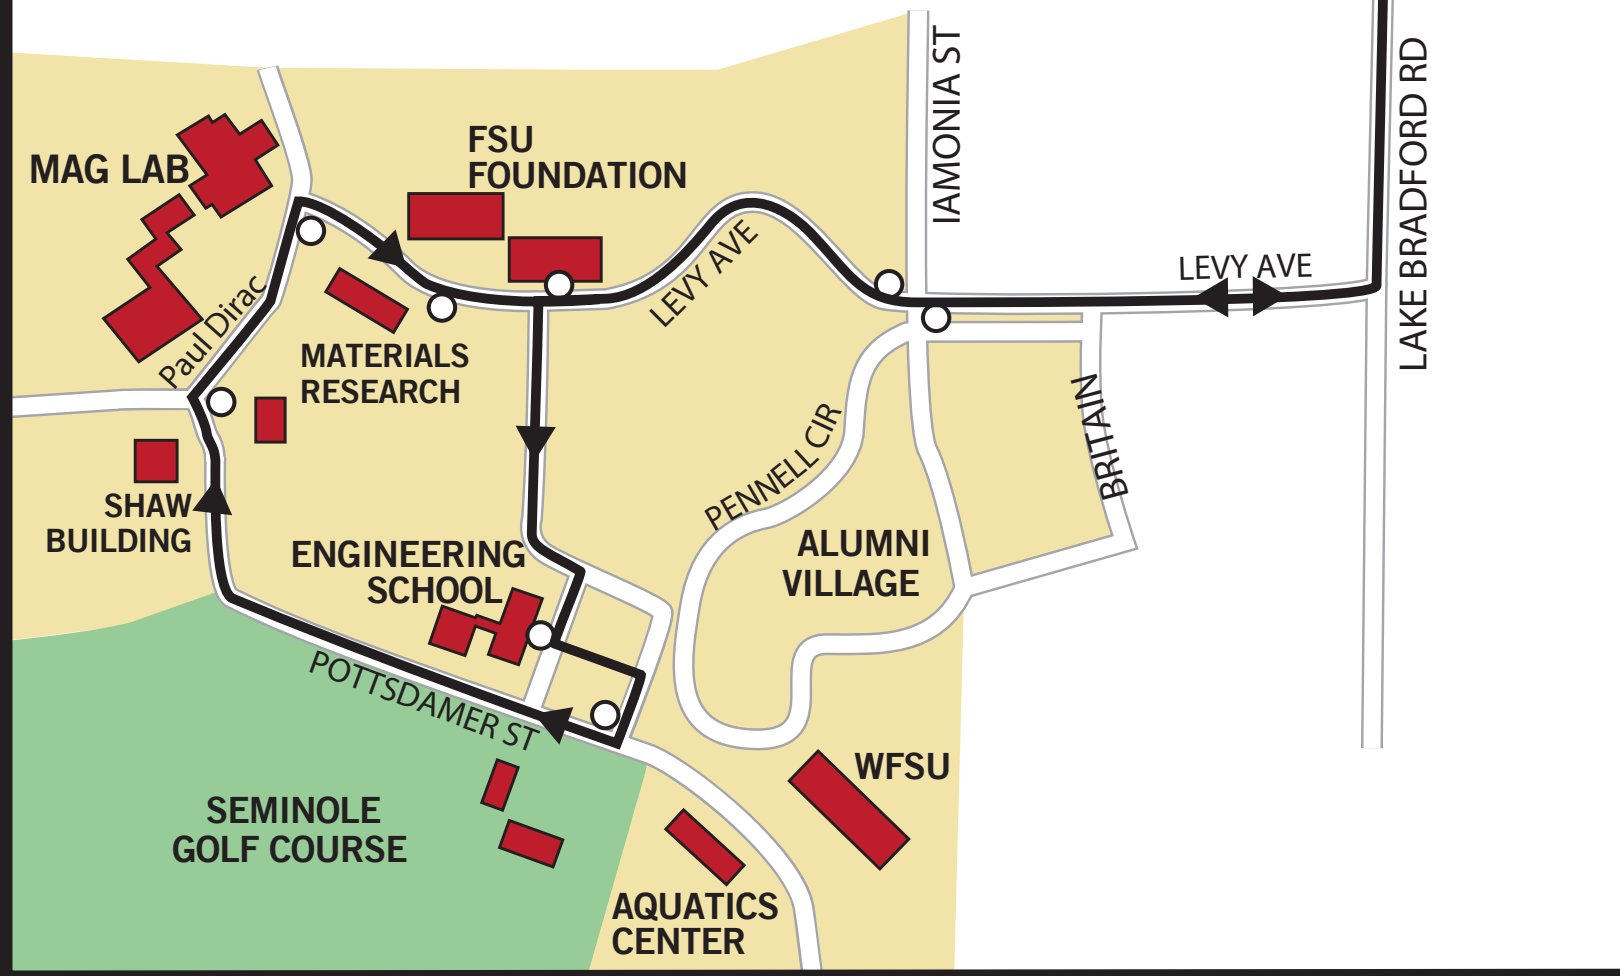 IAMONIA ST
LAKE BRADFORD RD
FSU
FOUNDATION
MAG LAB
LEVY AVE
LEVY AVE
Paul Dirac
MATERIALS
RESEARCH
BRITAIN
PENNELL CIR
SHAW
BUILDING
ENGINEERING
SCHOOL
ALUMNI
VILLAGE
POTTSDAMER ST
WFSU
SEMINOLE
GOLF COURSE
AQUATICS
CENTER